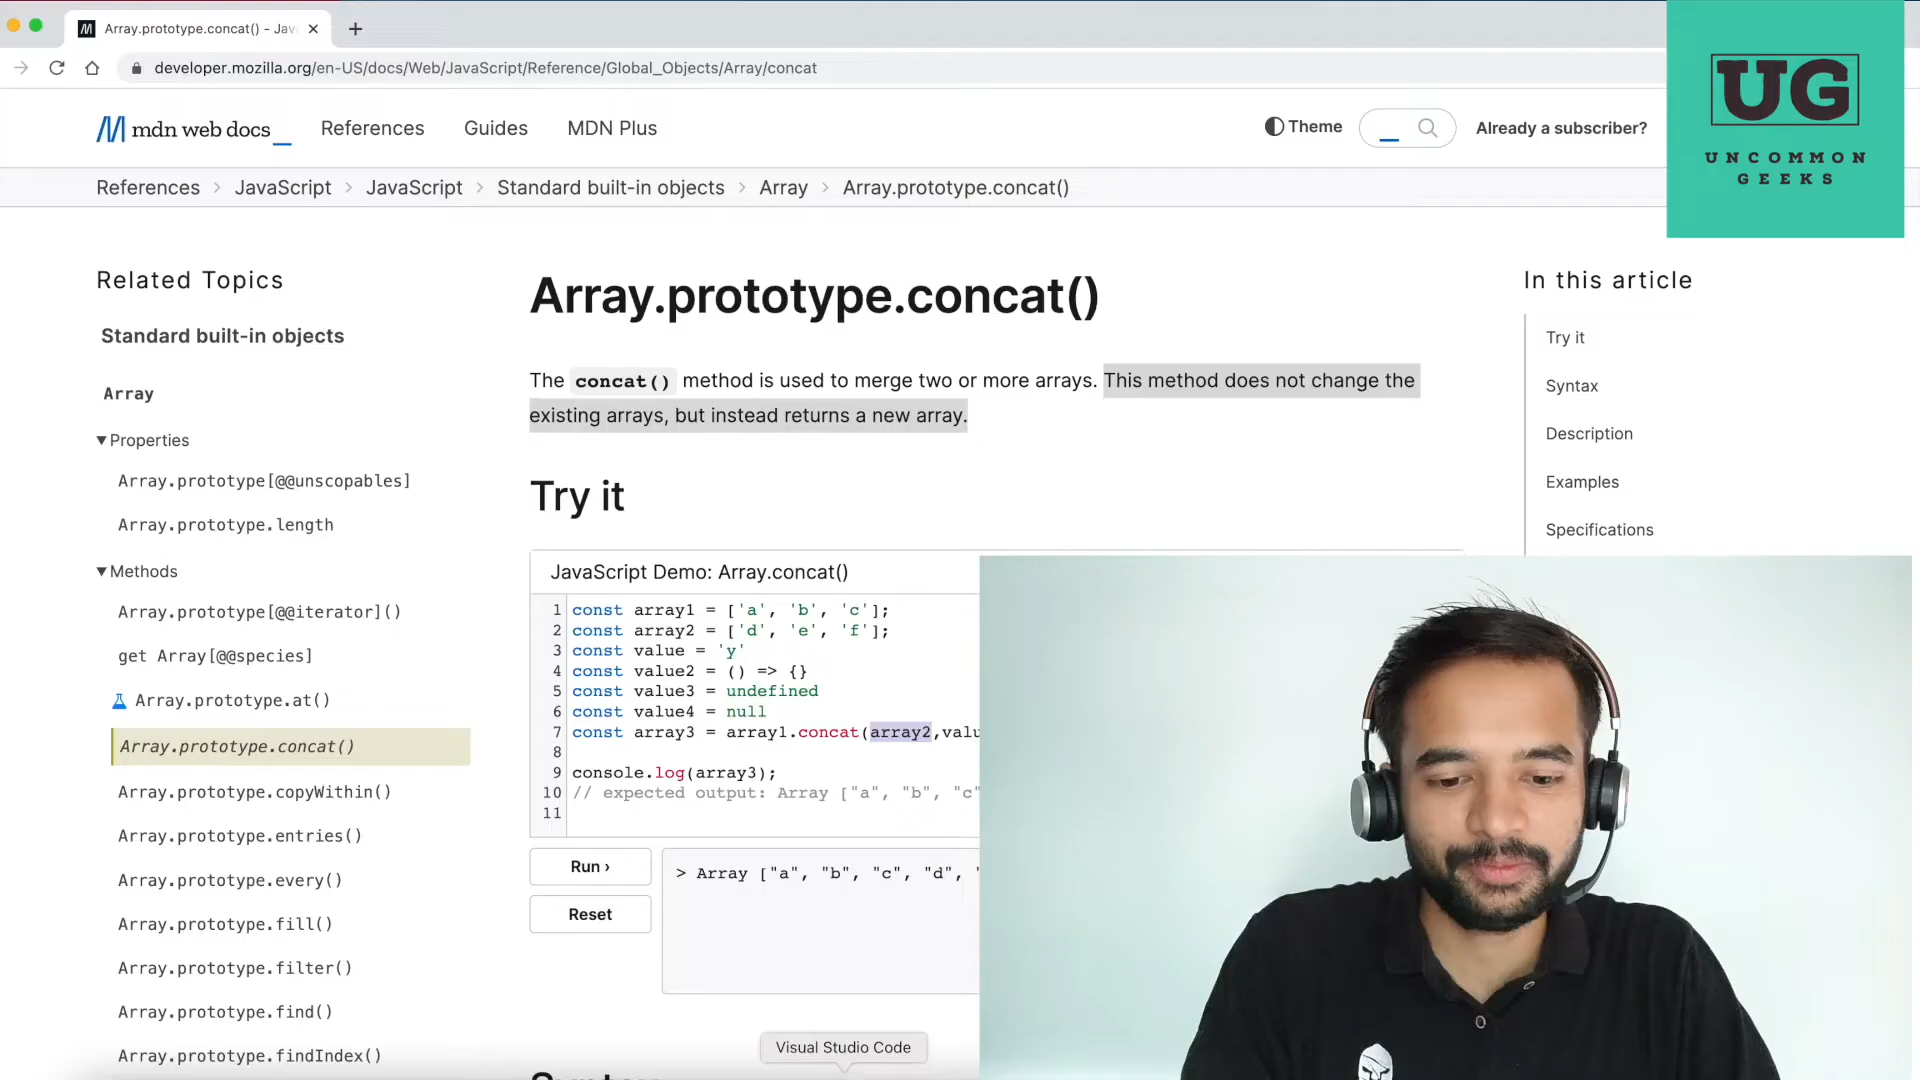 Array.prototype.concat() - Jav
developer.mozilla.org/en-US/docs/Web/JavaScript/Reference/Global_Objects/Array/concat
mdn web docs_
References
Guides
MDN Plus
Theme
Already a subscriber?
UG
UNCOMMON
GEEKS
References > JavaScript > JavaScript > Standard built-in objects > Array > Array.prototype.concat()
Related Topics
Standard built-in objects
Array
Properties
Array.prototype[@@unscopables]
Array.prototype.length
Methods
Array.prototype[@@iterator]()
get Array[@@species]
Array.prototype.at()
Array.prototype.concat()
Array.prototype.copyWithin()
Array.prototype.entries()
Array.prototype.every()
Array.prototype.fill()
Array.prototype.filter()
Array.prototype.find()
Array.prototype.findIndex()
Array.prototype.concat()
The concat() method is used to merge two or more arrays. This method does not change the
existing arrays, but instead returns a new array.
Try it
JavaScript Demo: Array.concat()
1 const array1 = ['a', 'b', 'c'];
2 const array2 = ['d', 'e', 'f'];
3 const value = 'y'
4 const value2 = () => {}
5 const value3 = undefined
6 const value4 = null
7 const array3 = array1.concat(array2,valu
8
9 console.log(array3);
10 // expected output: Array ["a", "b", "c"
11
Run ›
Reset
> Array ["a", "b", "c", "d", "
Visual Studio Code
In this article
Try it
Syntax
Description
Examples
Specifications